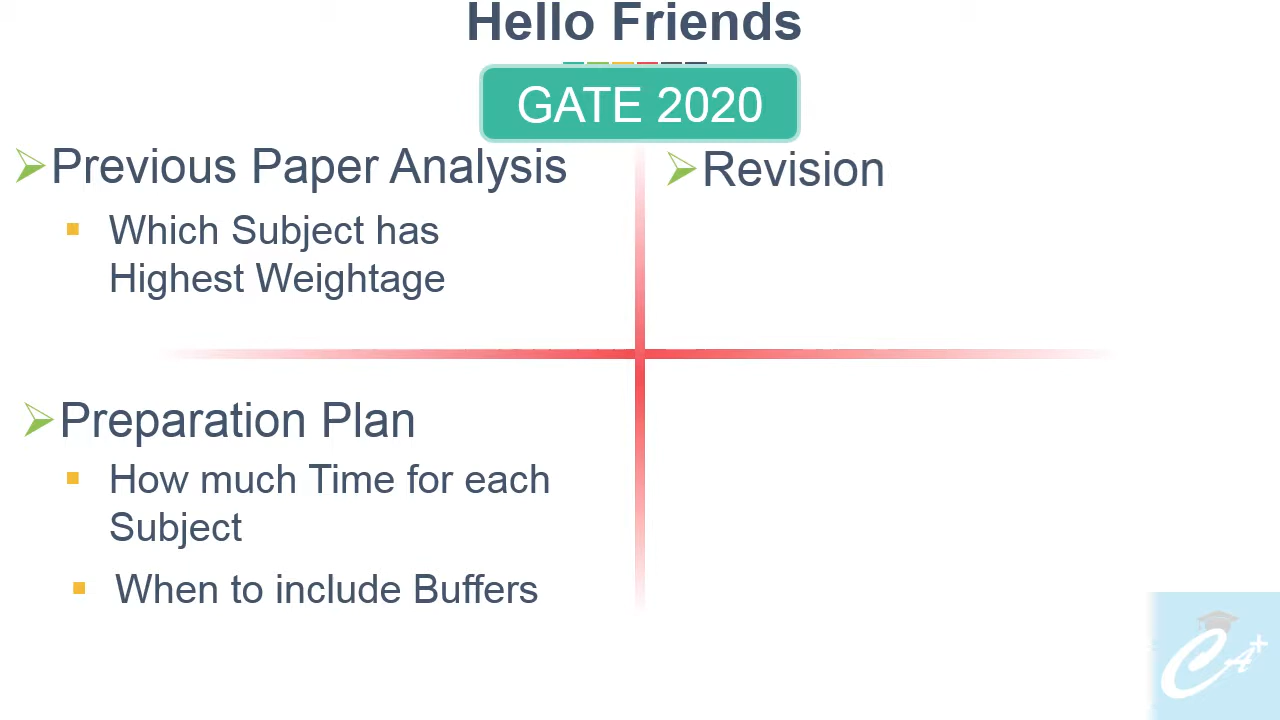 Hello Friends
GATE 2020
Previous Paper Analysis
Which Subject has
Highest Weightage
Revision
Preparation Plan
How much Time for each
Subject
When to include Buffers
CA+